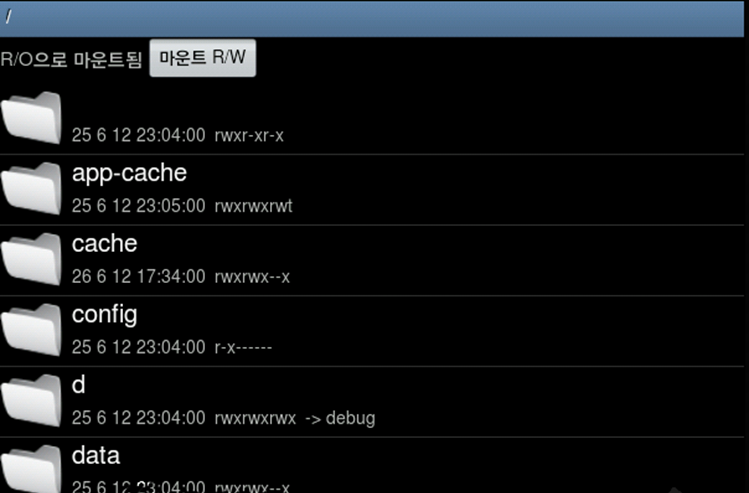 /
R/O으로 마운트됨 마운트 R/W
25 6 12 23:04:00 rwxr-xr-x
app-cache
25 6 12 23:05:00 rwxrwxrwt
cache
26 6 12 17:34:00 rwxrwx--x
config
25 6 12 23:04:00 r-x------
d
25 6 12 23:04:00 rwxrwxrwx -> debug
data
25 6 12 23:04:00 rwxrwx--x